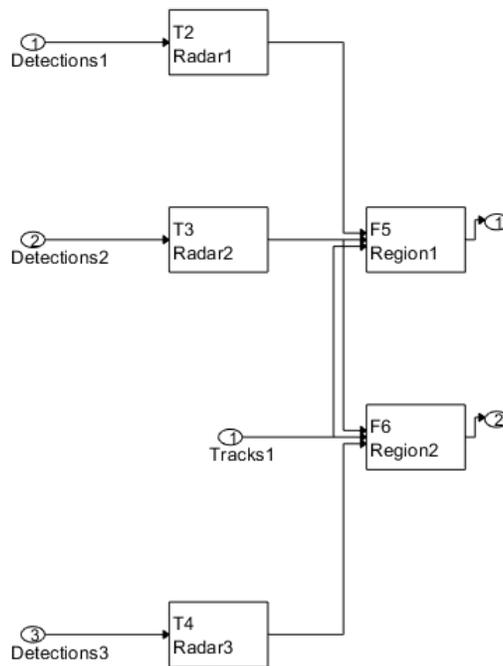 T2
Radar1
1
Detections1
T3
Radar2
2
Detections2
F5
Region1
1
F6
Region2
2
1
Tracks1
T4
Radar3
3
Detections3